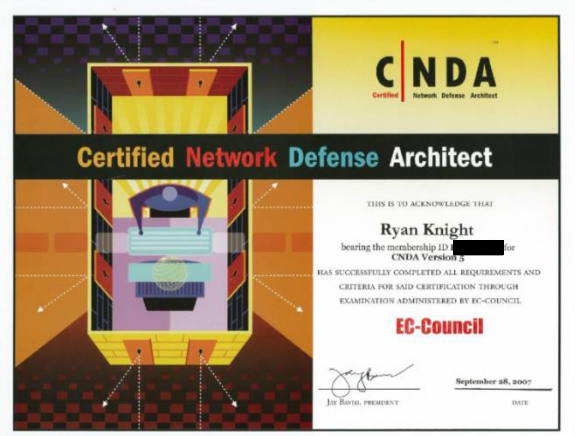 C|NDA
TM
Certified Network Defense Architect
Certified Network Defense Architect
THIS IS TO ACKNOWLEDGE THAT
Ryan Knight
bearing the membership ID for
CNDA Version 5
HAS SUCCESSFULLY COMPLETED ALL REQUIREMENTS AND
CRITERIA FOR SAID CERTIFICATION THROUGH
EXAMINATION ADMINISTERED BY EC-COUNCIL
EC-Council
September 28, 2007
JAY BAVISI, PRESIDENT DATE